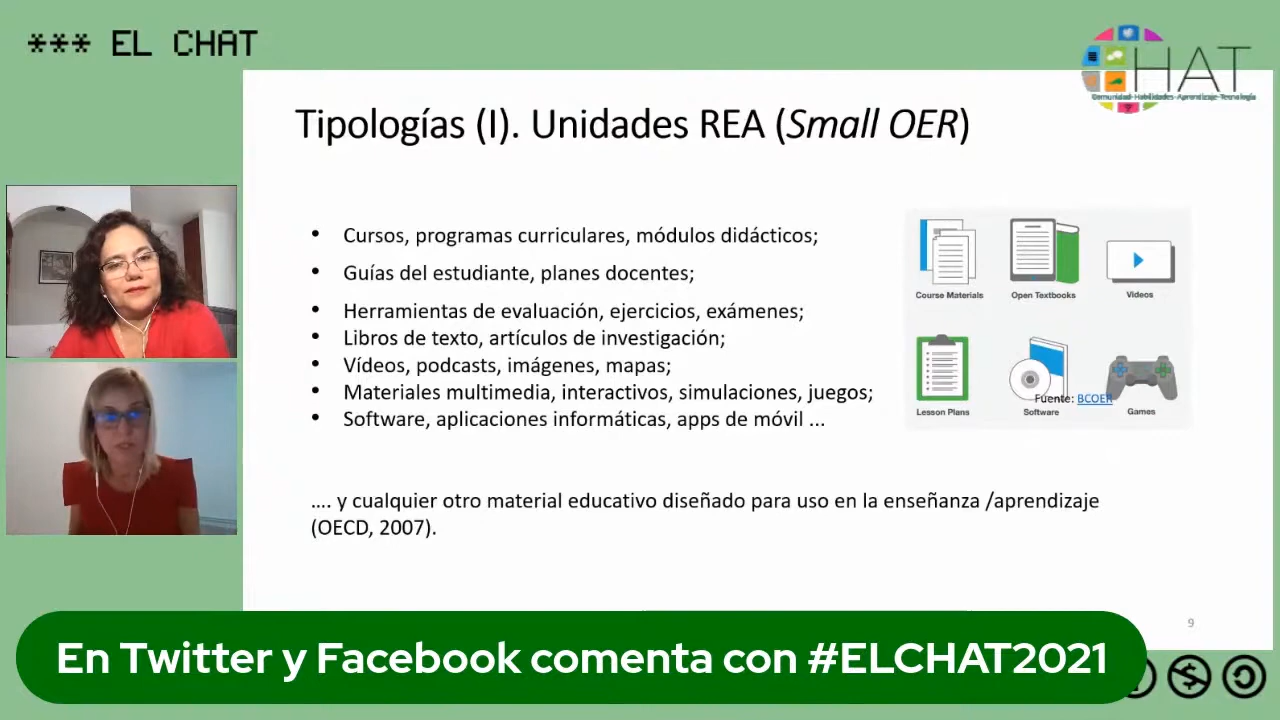 *** EL CHAT
HAT
Comunidad-Habilidades-Aprendizaje-Tecnología
Tipologías (I). Unidades REA (Small OER)
• Cursos, programas curriculares, módulos didácticos;
• Guías del estudiante, planes docentes;
• Herramientas de evaluación, ejercicios, exámenes;
• Libros de texto, artículos de investigación;
• Vídeos, podcasts, imágenes, mapas;
• Materiales multimedia, interactivos, simulaciones, juegos;
• Software, aplicaciones informáticas, apps de móvil ...
Course Materials
Open Textbooks
Videos
Lesson Plans
Software
Games
Fuente: BCOER
.... y cualquier otro material educativo diseñado para uso en la enseñanza /aprendizaje
(OECD, 2007).
9
En Twitter y Facebook comenta con #ELCHAT2021